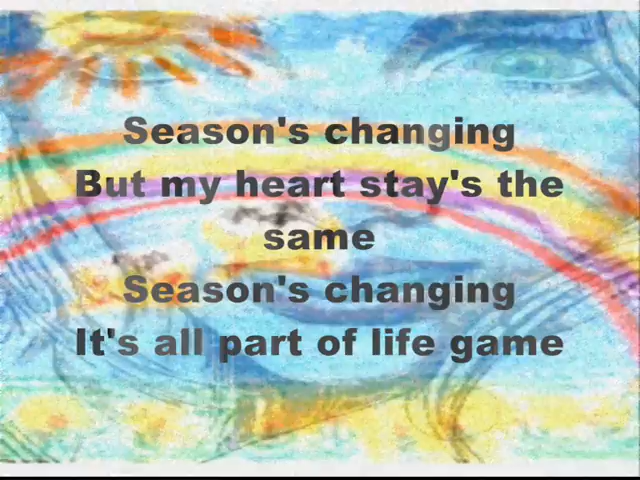 Season's changing
But my heart stay's the
same
Season's changing
It's all part of life game